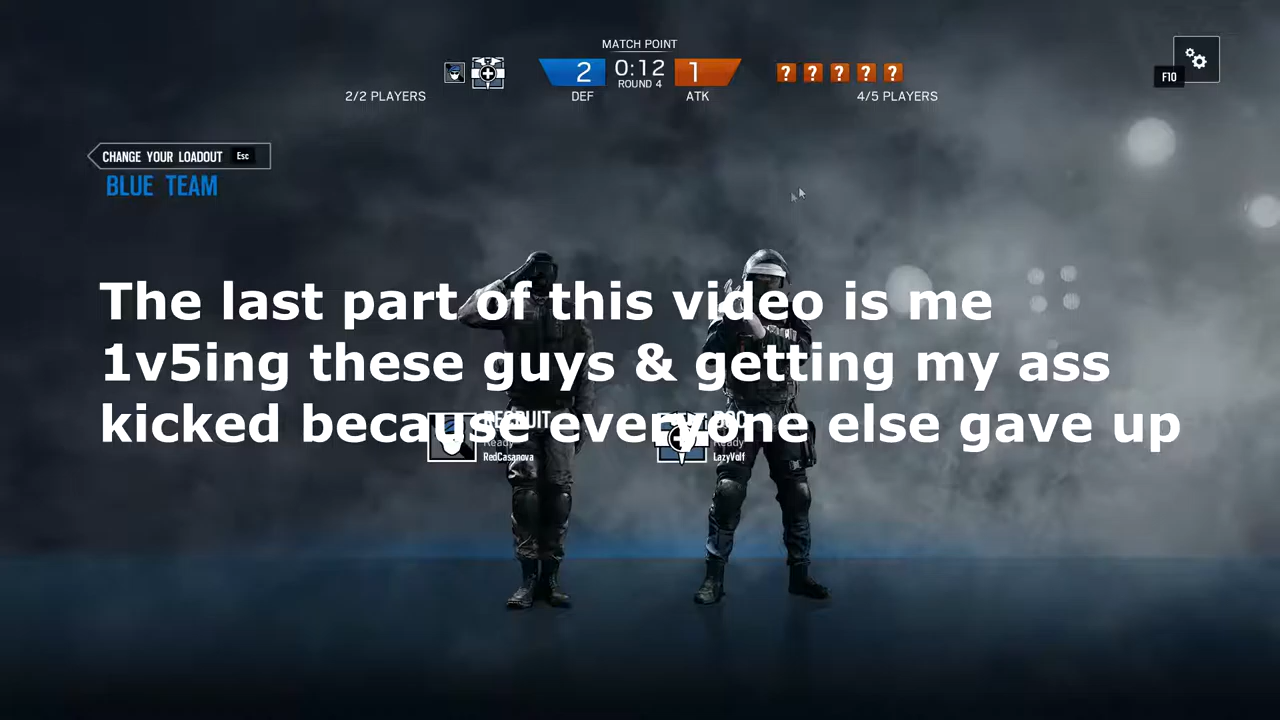 MATCH POINT
2 0:12 1
ROUND 4
2/2 PLAYERS DEF ATK 4/5 PLAYERS
? ? ? ? ?
F10
CHANGE YOUR LOADOUT Esc
BLUE TEAM
The last part of this video is me
1v5ing these guys & getting my ass
kicked because everyone else gave up
RECRUIT DOC
Ready Ready
RedCasanova LazyVolf